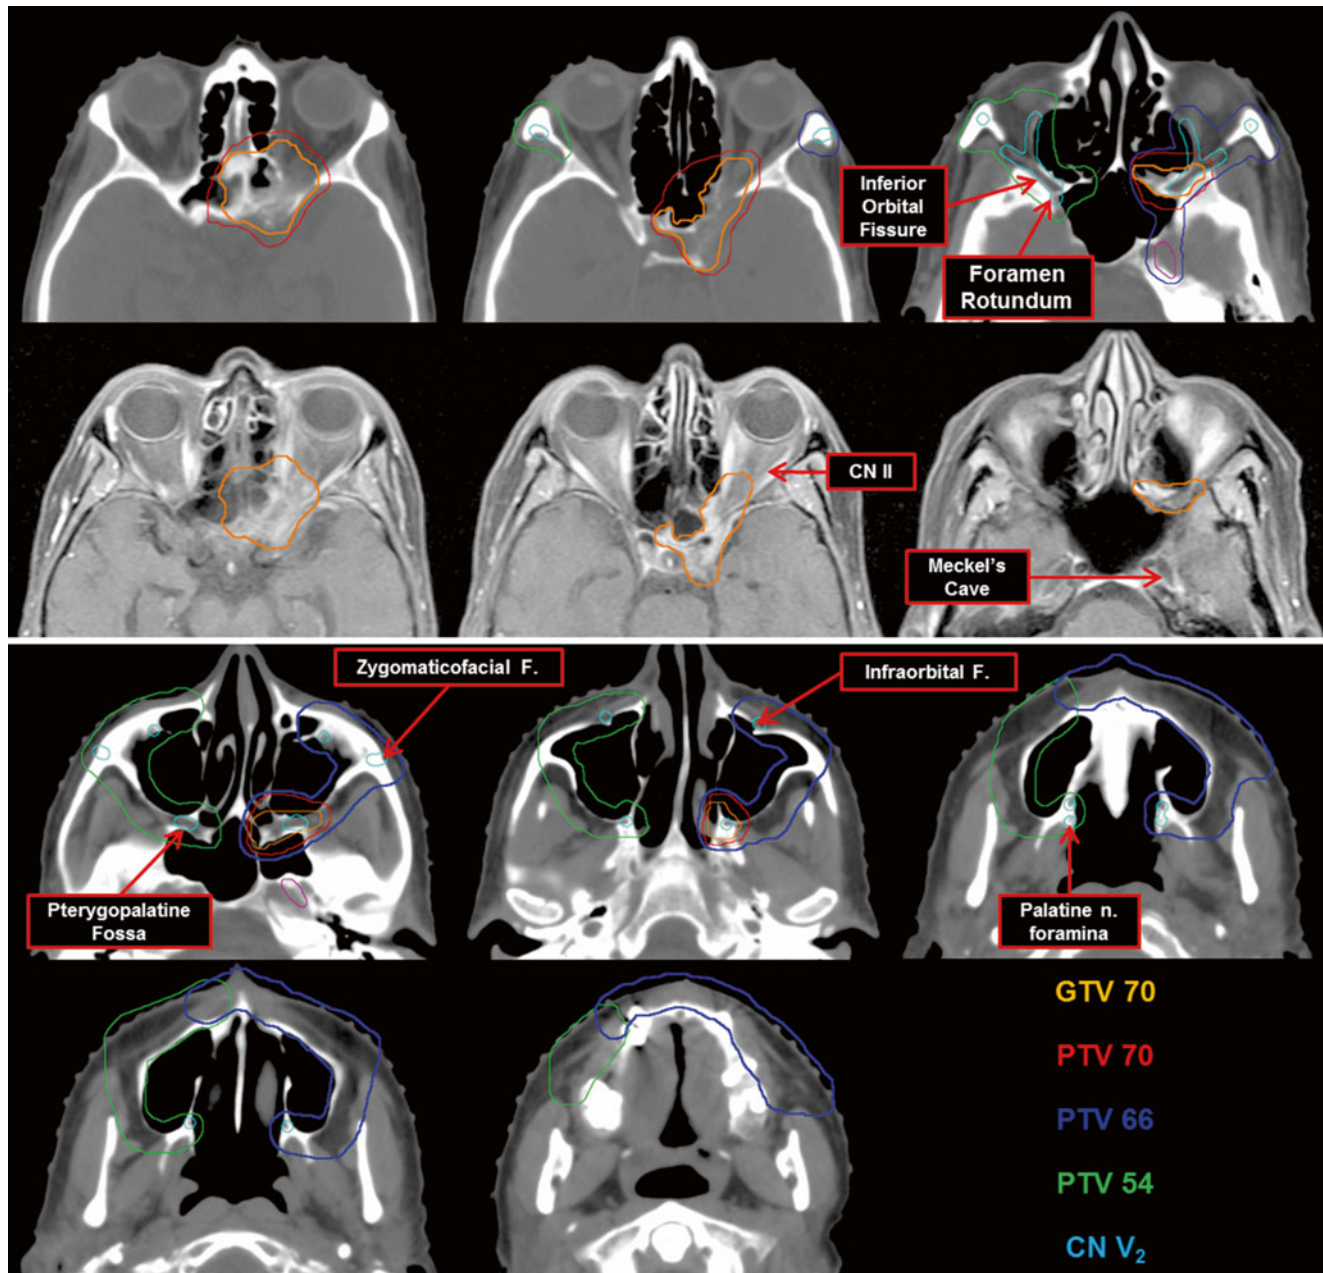 Inferior
Orbital
Fissure
Foramen
Rotundum
CN II
Meckel's
Cave
Zygomaticofacial F.
Infraorbital F.
Pterygopalatine
Fossa
Palatine n.
foramina
GTV 70
PTV 70
PTV 66
PTV 54
CN V₂